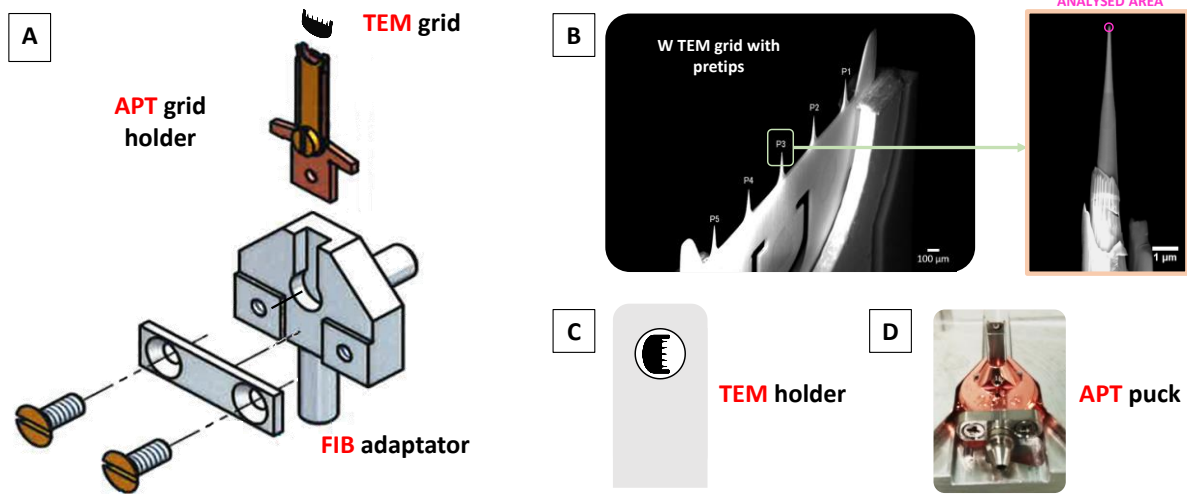 A
TEM grid
APT grid
holder
FIB adaptator
B
W TEM grid with
pretips
P1
P2
P3
P4
P5
100 µm
ANALYSED AREA
1 µm
C
TEM holder
D
APT puck